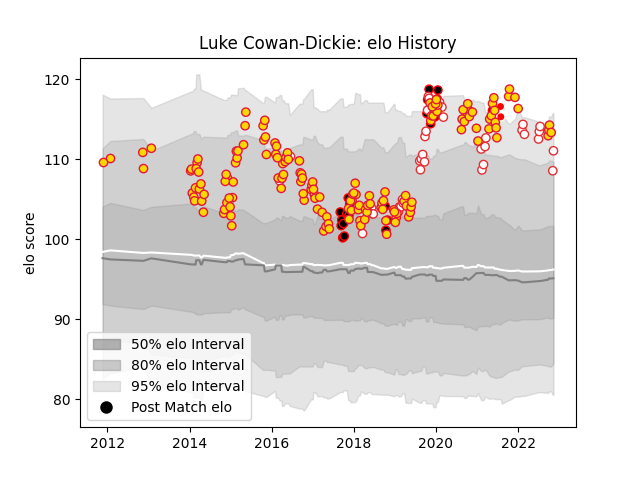 Luke Cowan-Dickie: elo History
elo score
120
110
100
90
80
50% elo Interval
80% elo Interval
95% elo Interval
Post Match elo
2012 2014 2016 2018 2020 2022